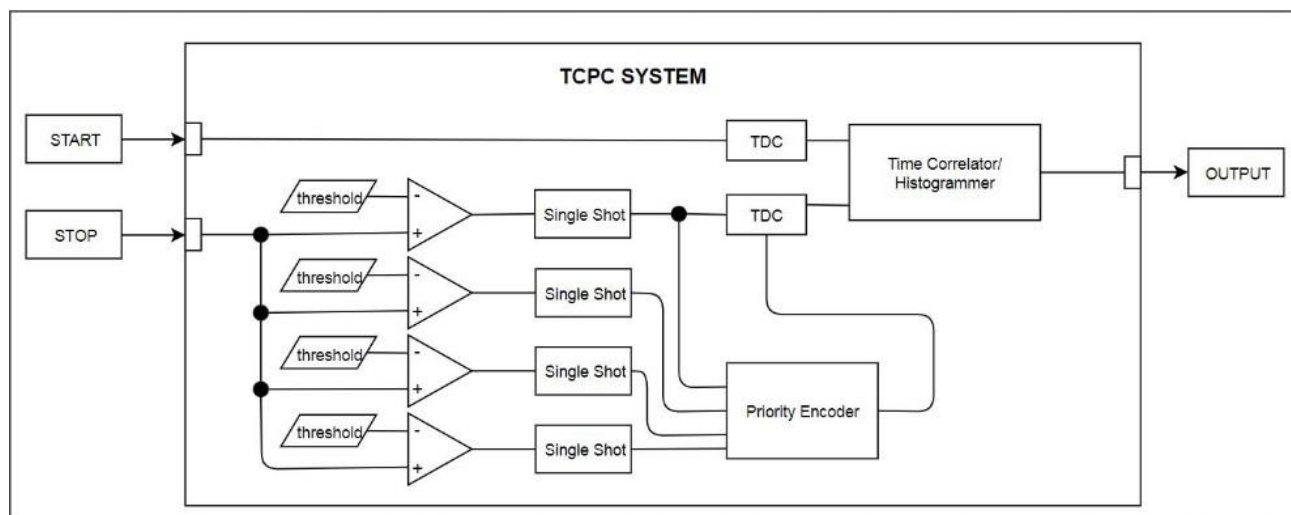 TCPC SYSTEM
START
TDC
Time Correlator/
Histogrammer
OUTPUT
threshold
-
+
Single Shot
TDC
STOP
threshold
-
+
Single Shot
threshold
-
+
Single Shot
Priority Encoder
threshold
-
+
Single Shot